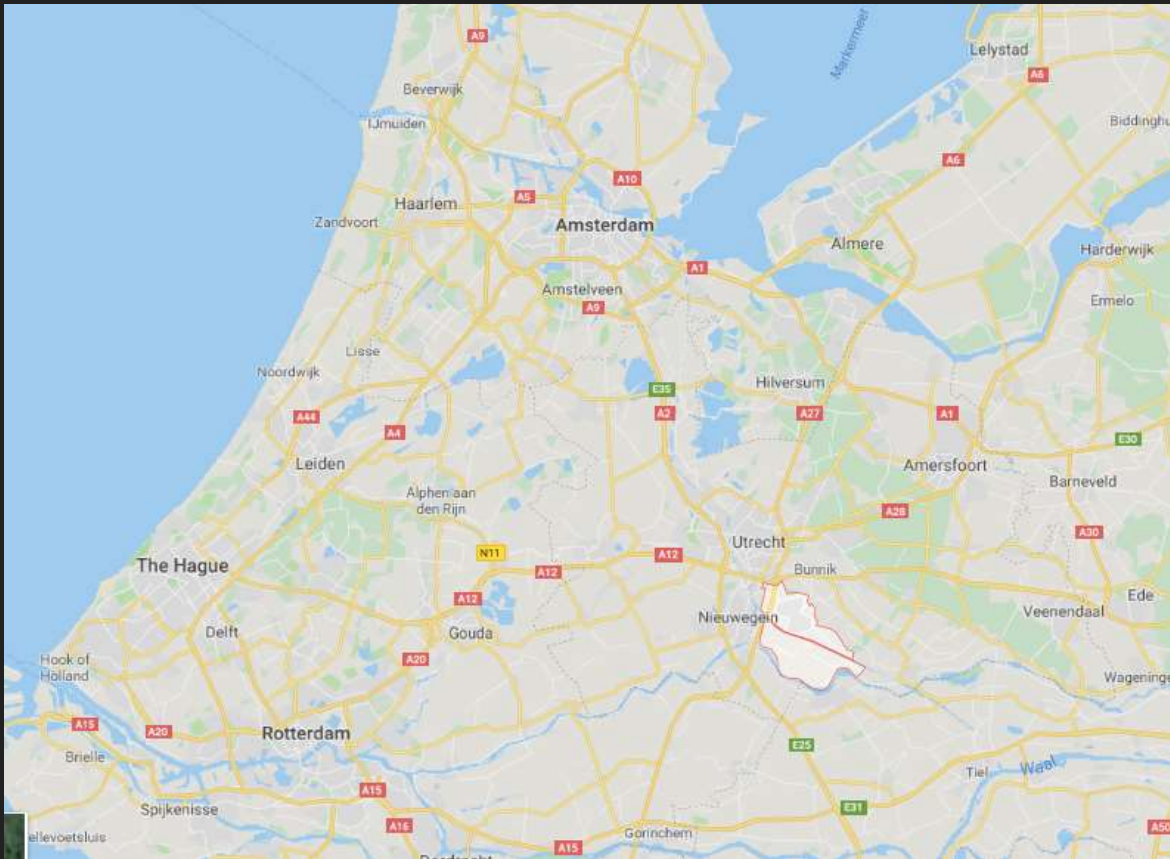 A9
Markermeer
Lelystad
A6
Beverwijk
IJmuiden
A6
A10
A5
Haarlem
Zandvoort
Amsterdam
Almere
Harderwijk
A1
Amstelveen
A9
Ermelo
Lisse
Noordwijk
Hilversum
E35
A2
A27
A1
A44
A4
E30
Leiden
Amersfoort
Barneveld
Alphen aan
den Rijn
A28
A30
Utrecht
N11
A12
A12
Bunnik
The Hague
A12
Ede
Veenendaal
Nieuwegein
Delft
Gouda
A20
Hook of
Holland
A15
A20
Rotterdam
E25
Brielle
Tiel
Waal
A15
Spijkenisse
E31
A16
Gorinchem
A15